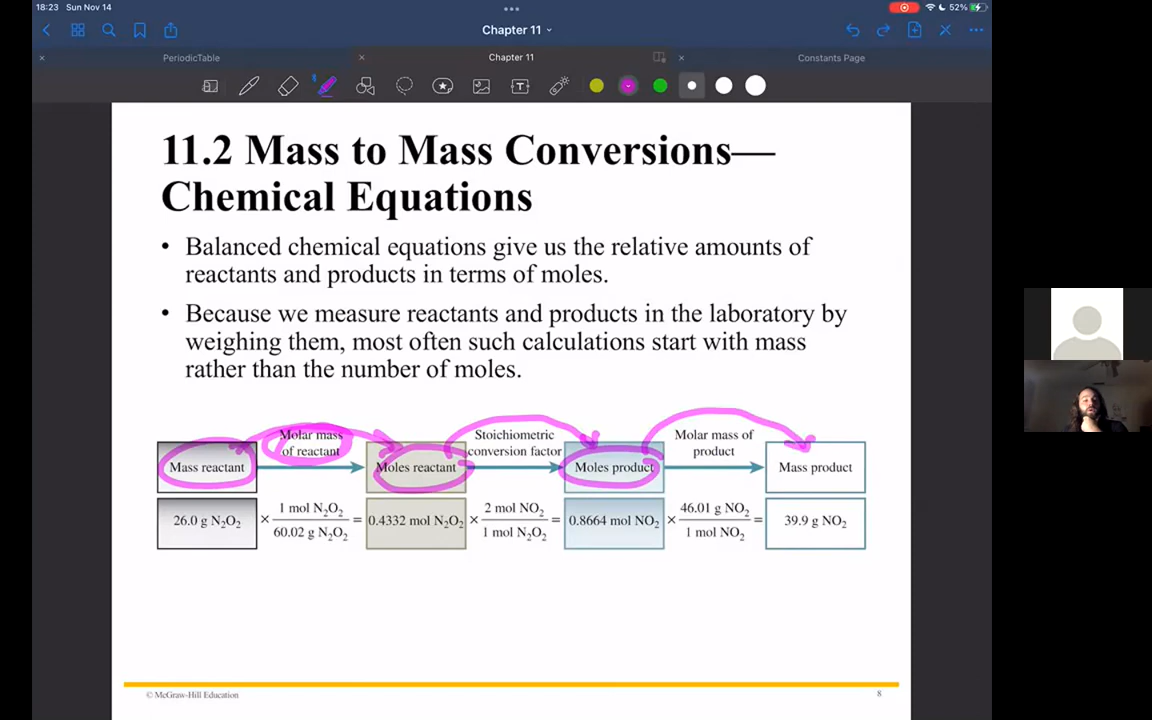 18:23 Sun Nov 14
52%
Chapter 11
PeriodicTable
Chapter 11
Constants Page
11.2 Mass to Mass Conversions—
Chemical Equations
• Balanced chemical equations give us the relative amounts of
reactants and products in terms of moles.
• Because we measure reactants and products in the laboratory by
weighing them, most often such calculations start with mass
rather than the number of moles.
Mass reactant
Molar mass
of reactant
Moles reactant
Stoichiometric
conversion factor
Moles product
Molar mass of
product
Mass product
26.0 g N₂O₂
× 1 mol N₂O₂
60.02 g N₂O₂
= 0.4332 mol N₂O₂
× 2 mol NO₂
1 mol N₂O₂
= 0.8664 mol NO₂
× 46.01 g NO₂
1 mol NO₂
= 39.9 g NO₂
© McGraw-Hill Education
8